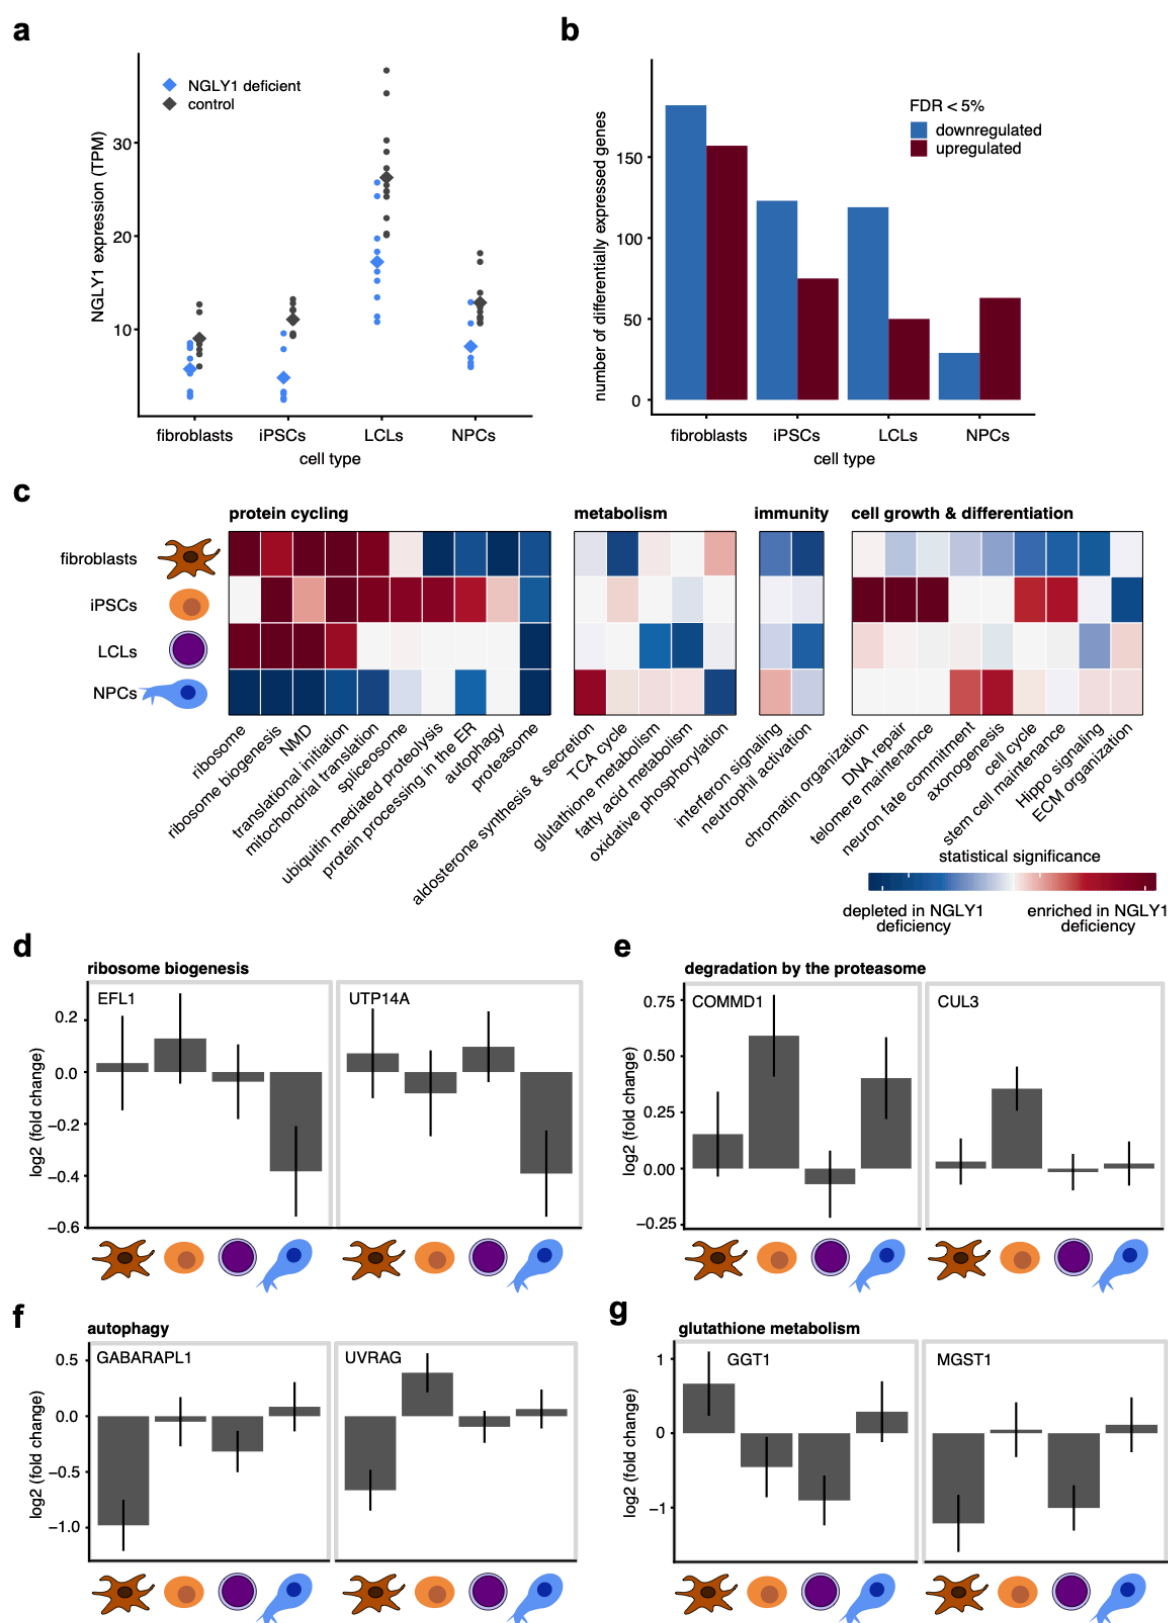 a
NGLY1 deficient
control
NGLY1 expression (TPM)
30
20
10
fibroblasts iPSCs LCLs NPCs
cell type
b
FDR < 5%
downregulated
upregulated
number of differentially expressed genes
150
100
50
0
fibroblasts iPSCs LCLs NPCs
cell type
c
protein cycling metabolism immunity cell growth & differentiation
fibroblasts
iPSCs
LCLs
NPCs
ribosome
ribosome biogenesis
NMD
translational initiation
mitochondrial translation
spliceosome
ubiquitin mediated proteolysis
protein processing in the ER
autophagy
proteasome
aldosterone synthesis & secretion
TCA cycle
glutathione metabolism
fatty acid metabolism
oxidative phosphorylation
interferon signaling
neutrophil activation
chromatin organization
DNA repair
telomere maintenance
neuron fate commitment
axonogenesis
cell cycle
stem cell maintenance
Hippo signaling
ECM organization
statistical significance
depleted in NGLY1
deficiency
enriched in NGLY1
deficiency
d
ribosome biogenesis
EFL1 UTP14A
log2 (fold change)
0.2
0.0
−0.2
−0.4
−0.6
e
degradation by the proteasome
COMMD1 CUL3
log2 (fold change)
0.75
0.50
0.25
0.00
−0.25
f
autophagy
GABARAPL1 UVRAG
log2 (fold change)
0.5
0.0
−0.5
−1.0
g
glutathione metabolism
GGT1 MGST1
log2 (fold change)
1
0
−1